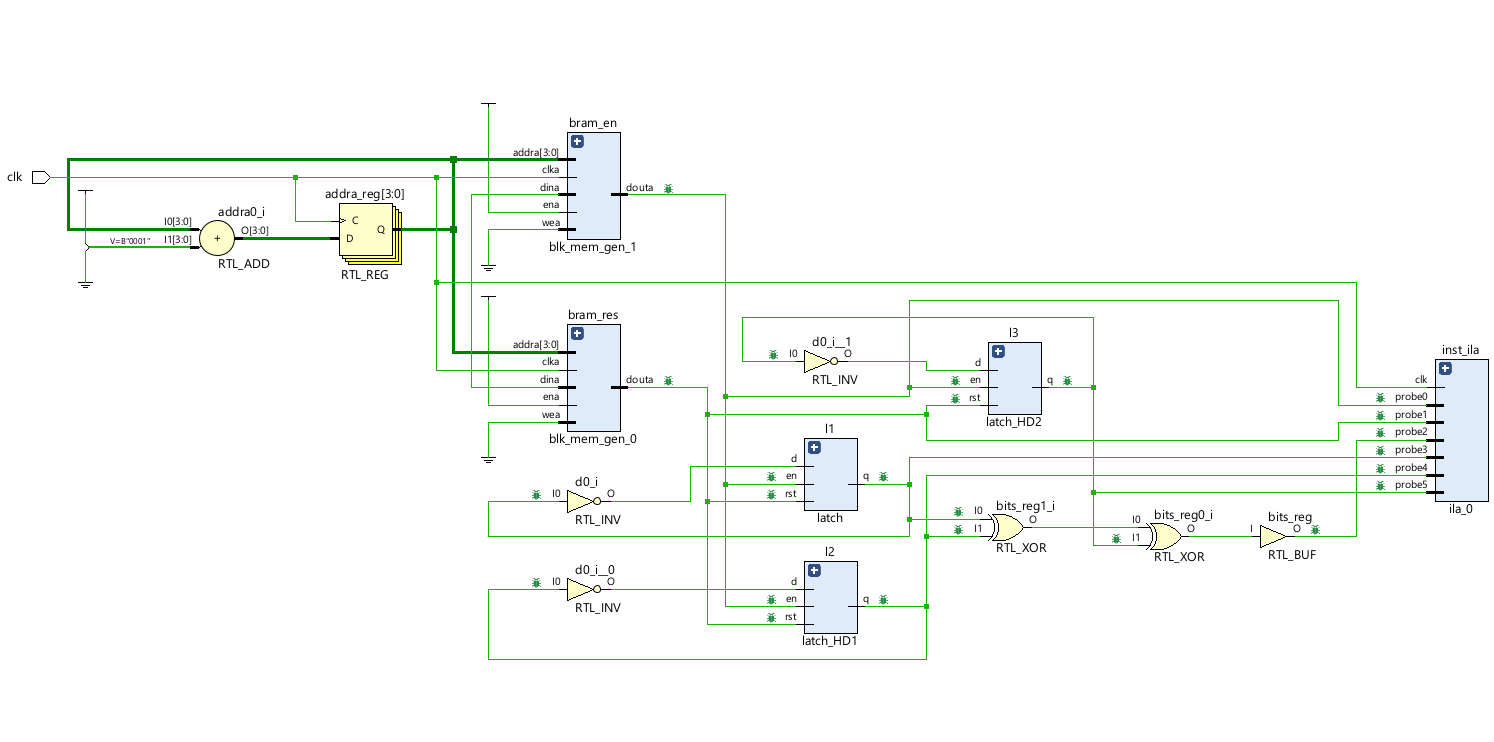 bram_en
addra[3:0]
clka
dina
ena
wea
douta
blk_mem_gen_1
clk
addra_reg[3:0]
C
D
Q
RTL_REG
addra0_i
I0[3:0]
I1[3:0]
O[3:0]
+
V=B"0001"
RTL_ADD
bram_res
addra[3:0]
clka
dina
ena
wea
douta
blk_mem_gen_0
d0_i__1
I0
O
RTL_INV
l3
d
en
rst
q
latch_HD2
inst_ila
clk
probe0
probe1
probe2
probe3
probe4
probe5
ila_0
l1
d
en
rst
q
latch
d0_i
I0
O
RTL_INV
bits_reg1_i
I0
I1
O
RTL_XOR
bits_reg0_i
I0
I1
O
RTL_XOR
bits_reg
I
O
RTL_BUF
l2
d
en
rst
q
latch_HD1
d0_i__0
I0
O
RTL_INV